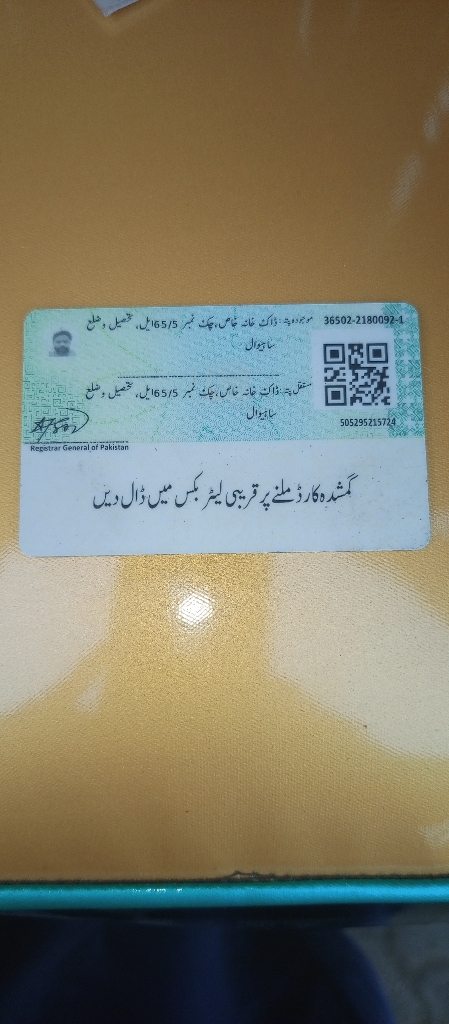 36502-2180092-1
موجودہ پتہ: ڈاک خانہ خاص، چک نمبر 65/5ایل، تحصیل و ضلع
ساہیوال
مستقل پتہ: ڈاک خانہ خاص، چک نمبر 65/5ایل، تحصیل و ضلع
ساہیوال
505295215724
Registrar General of Pakistan
گمشدہ کارڈ ملنے پر قریبی لیٹر بکس میں ڈال دیں